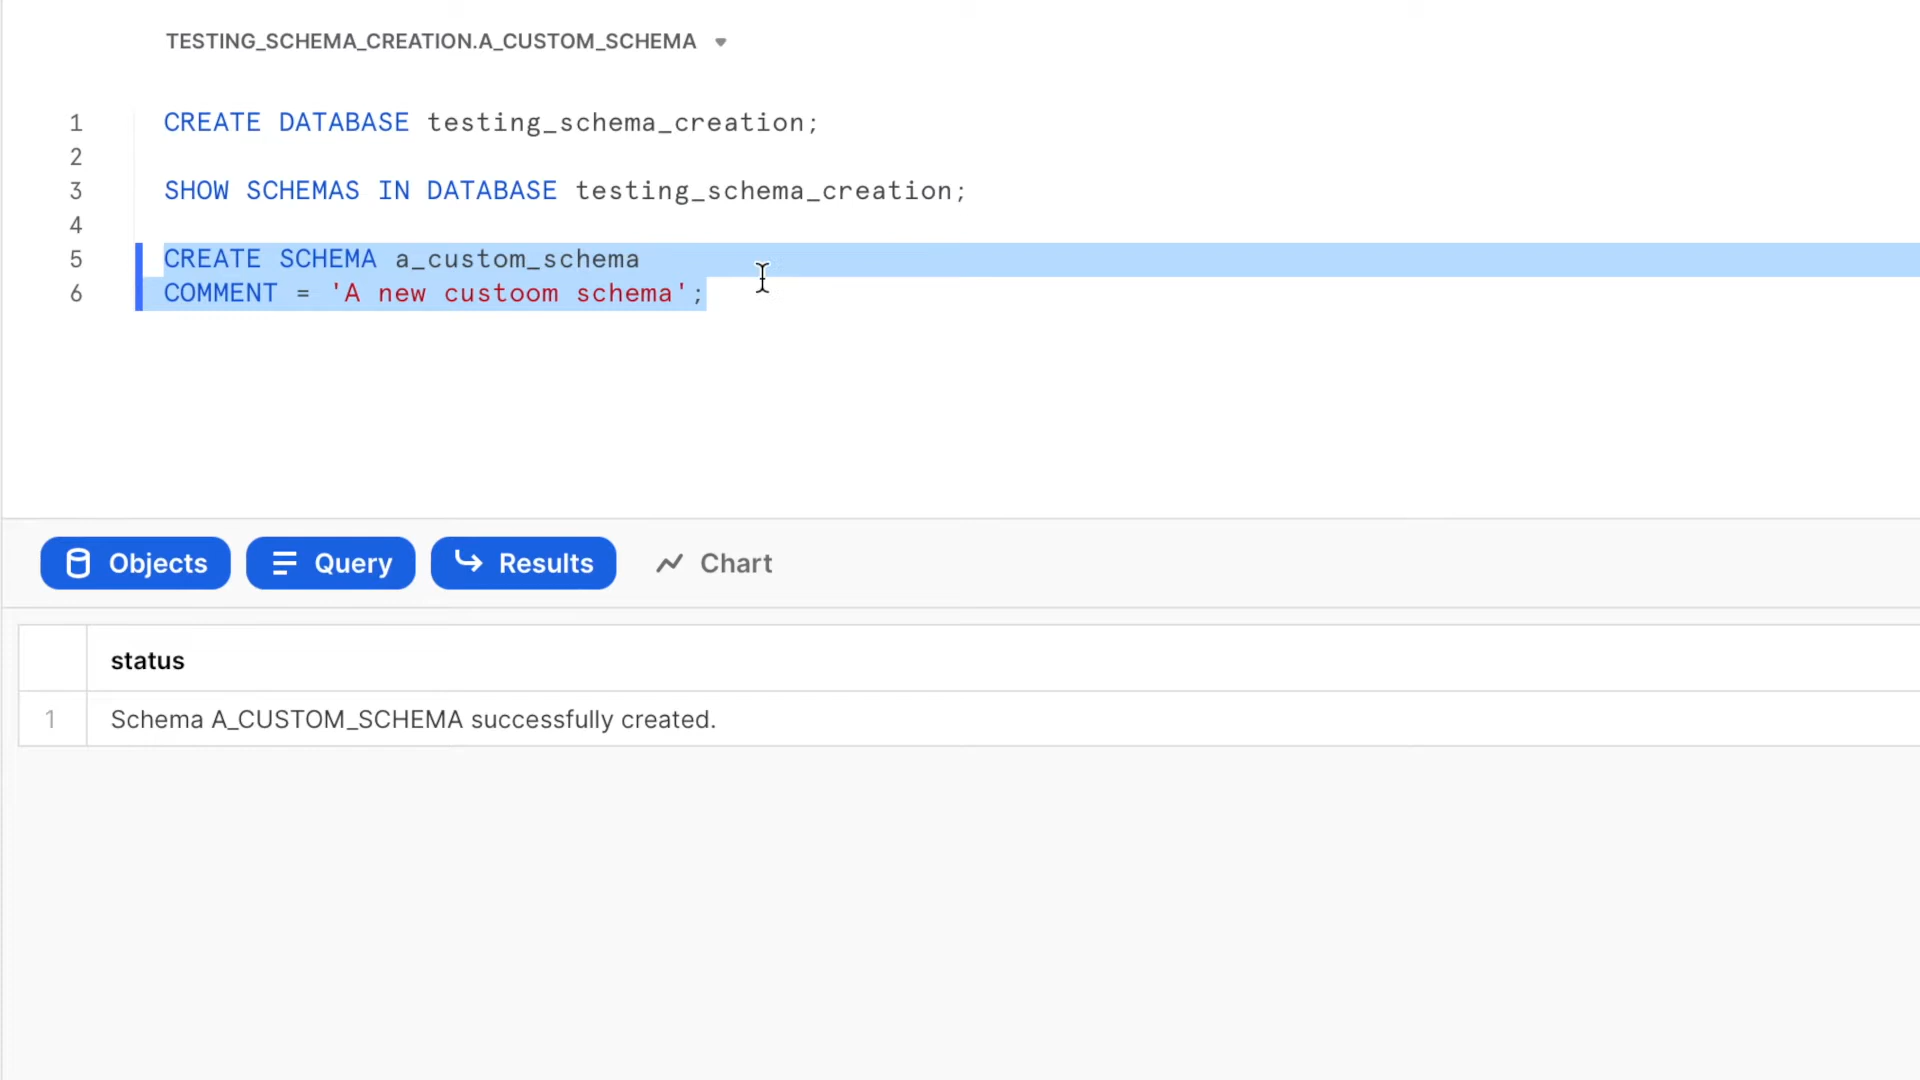 TESTING_SCHEMA_CREATION.A_CUSTOM_SCHEMA
1 CREATE DATABASE testing_schema_creation;
2
3 SHOW SCHEMAS IN DATABASE testing_schema_creation;
4
5 CREATE SCHEMA a_custom_schema
6 COMMENT = 'A new custoom schema';
Objects Query Results Chart
status
1 Schema A_CUSTOM_SCHEMA successfully created.